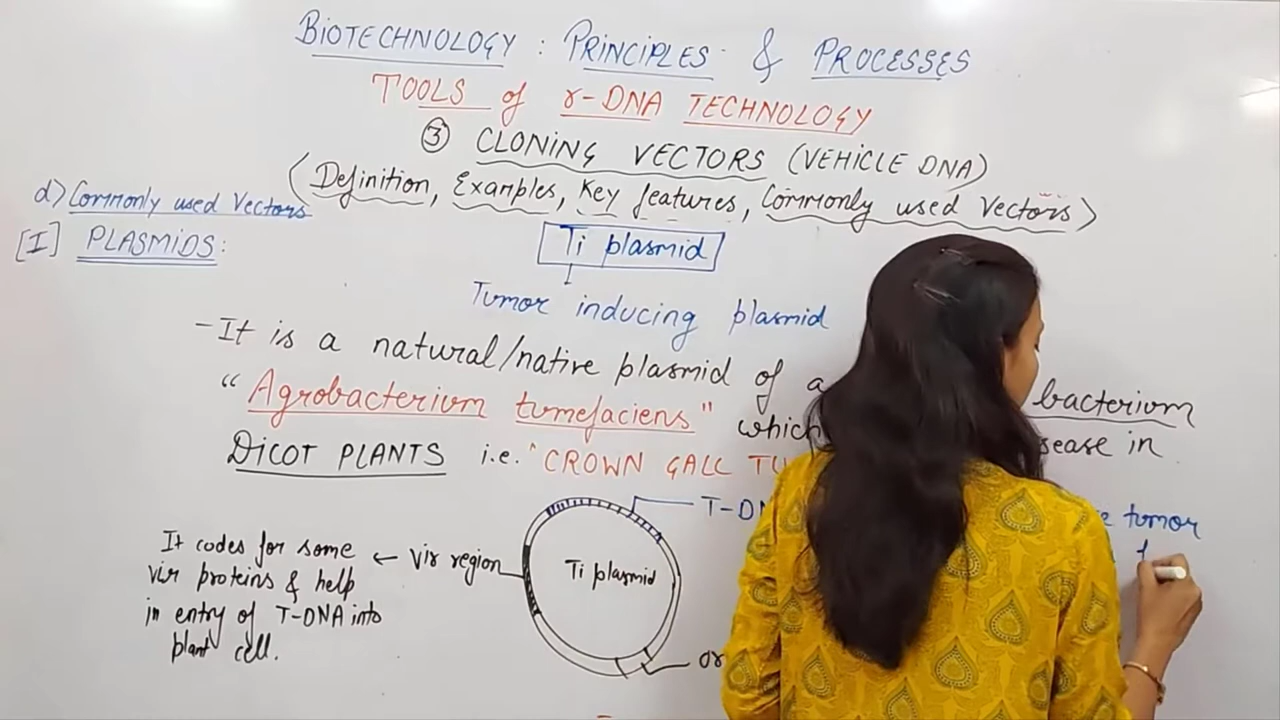 BIOTECHNOLOGY : PRINCIPLES & PROCESSES
TOOLS of r-DNA TECHNOLOGY
③ CLONING VECTORS (VEHICLE DNA)
(Definition, Examples, Key features, Commonly used Vectors)
d) Commonly used Vectors
[I] PLASMIDS:
Ti plasmid
Tumor inducing plasmid
- It is a natural/native plasmid of a bacterium
"Agrobacterium tumefaciens" which in
DICOT PLANTS i.e. "CROWN GALL
T-DN tumor
It codes for some ← Vir region
vir proteins & help
in entry of T-DNA into
plant cell.
Ti plasmid